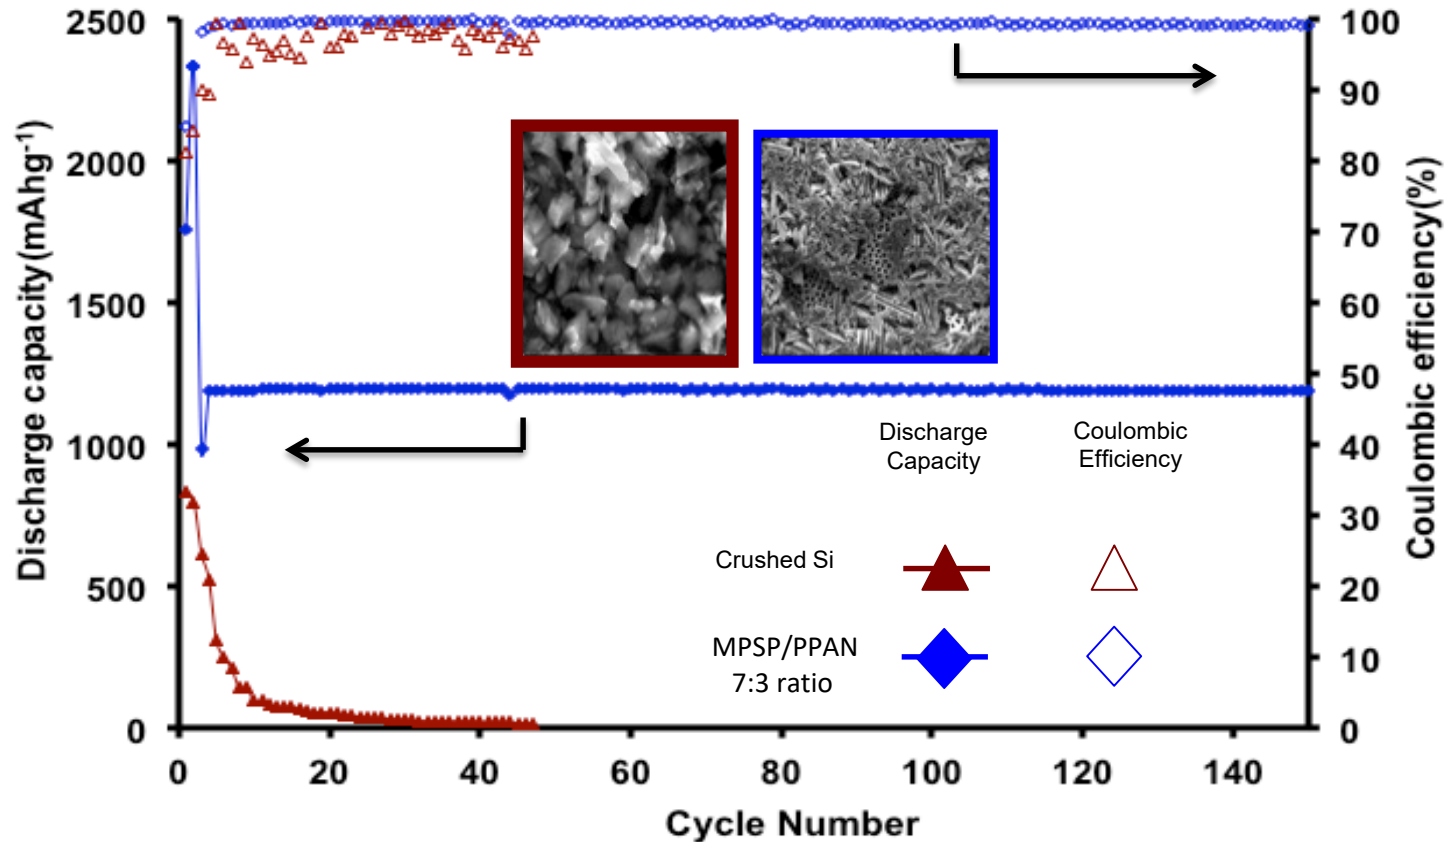 Discharge capacity(mAhg-1)
2500
2000
1500
1000
500
0
100
90
80
70
60
50
40
30
20
10
0
Coulombic efficiency(%)
Discharge
Capacity
Coulombic
Efficiency
Crushed Si
MPSP/PPAN
7:3 ratio
0 20 40 60 80 100 120 140
Cycle Number